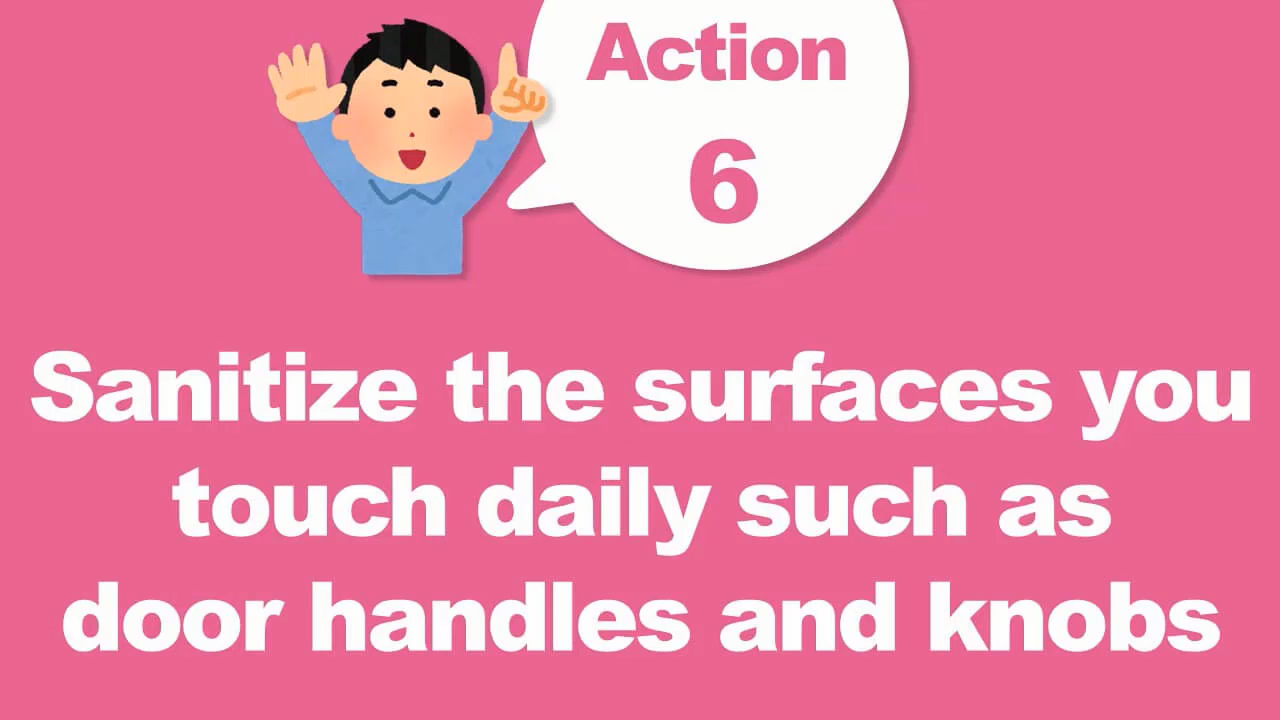 Action
6
Sanitize the surfaces you
touch daily such as
door handles and knobs